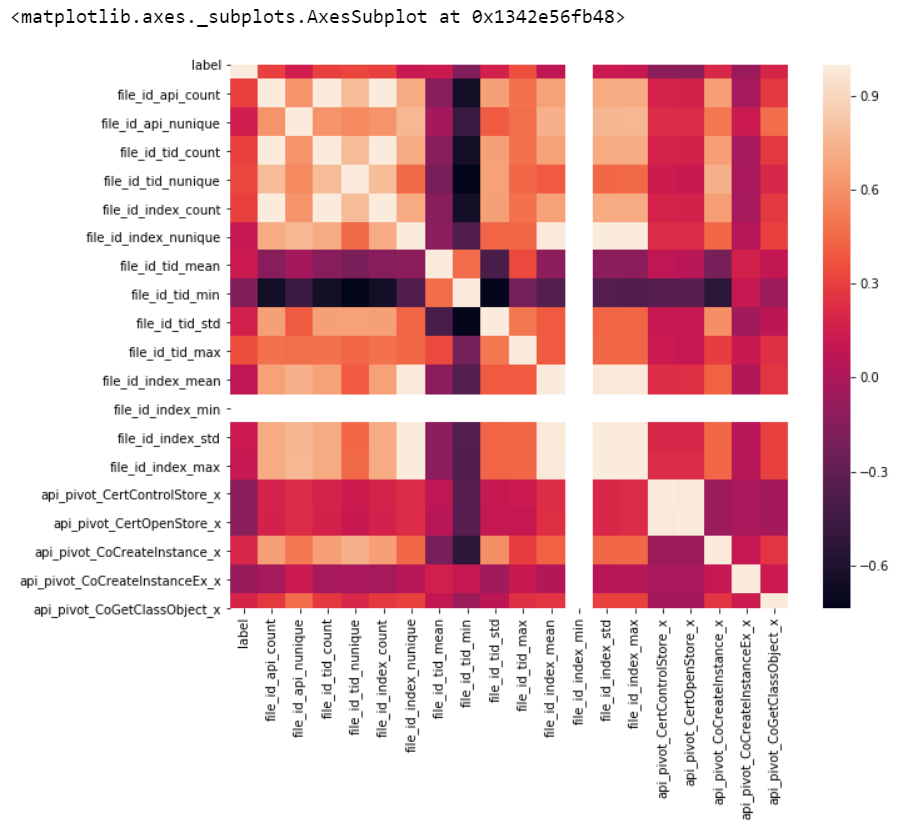 <matplotlib.axes._subplots.AxesSubplot at 0x1342e56fb48>
label
file_id_api_count
file_id_api_nunique
file_id_tid_count
file_id_tid_nunique
file_id_index_count
file_id_index_nunique
file_id_tid_mean
file_id_tid_min
file_id_tid_std
file_id_tid_max
file_id_index_mean
file_id_index_min
file_id_index_std
file_id_index_max
api_pivot_CertControlStore_x
api_pivot_CertOpenStore_x
api_pivot_CoCreateInstance_x
api_pivot_CoCreateInstanceEx_x
api_pivot_CoGetClassObject_x
0.9
0.6
0.3
0.0
−0.3
−0.6
label
file_id_api_count
file_id_api_nunique
file_id_tid_count
file_id_tid_nunique
file_id_index_count
file_id_index_nunique
file_id_tid_mean
file_id_tid_min
file_id_tid_std
file_id_tid_max
file_id_index_mean
file_id_index_min
file_id_index_std
file_id_index_max
api_pivot_CertControlStore_x
api_pivot_CertOpenStore_x
api_pivot_CoCreateInstance_x
api_pivot_CoCreateInstanceEx_x
api_pivot_CoGetClassObject_x